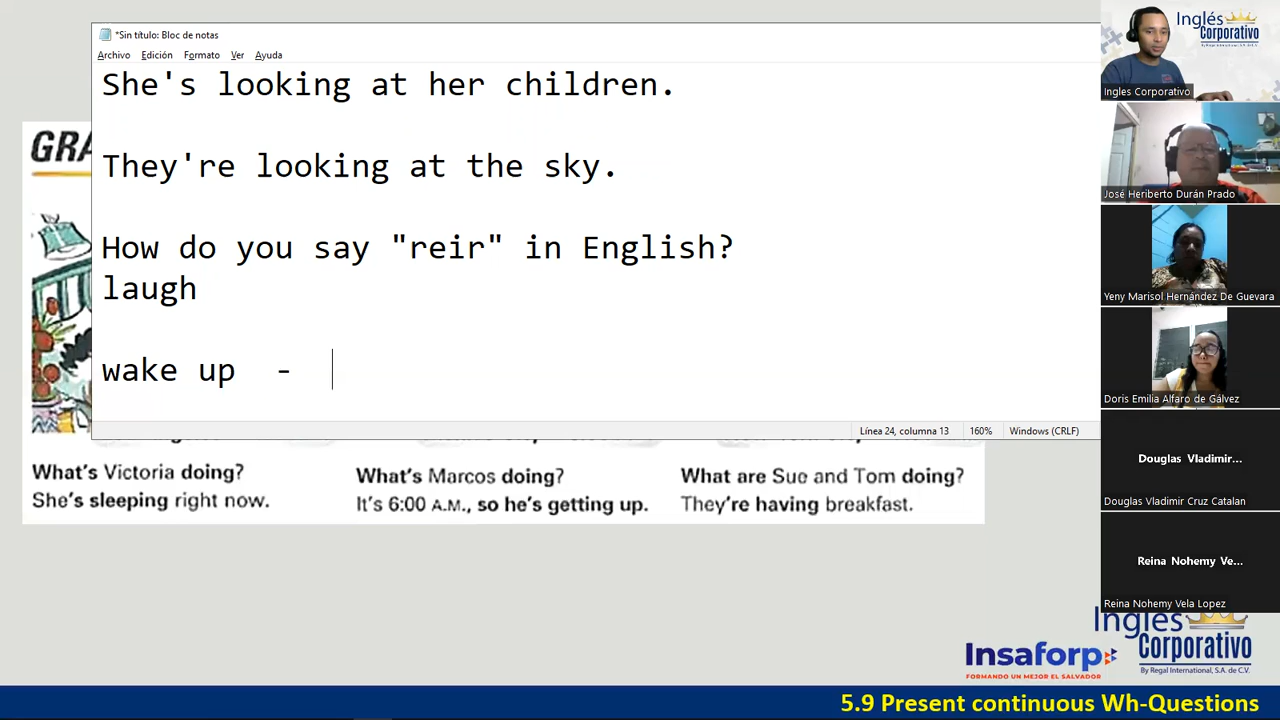 *Sin título: Bloc de notas
Archivo Edición Formato Ver Ayuda
She's looking at her children.
They're looking at the sky.
How do you say "reir" in English?
laugh
wake up -
Línea 24, columna 13 160% Windows (CRLF)
GRA
What's Victoria doing?
She's sleeping right now.
What's Marcos doing?
It's 6:00 A.M., so he's getting up.
What are Sue and Tom doing?
They're having breakfast.
Inglés
Corporativo
Ingles Corporativo
José Heriberto Durán Prado
Yeny Marisol Hernández De Guevara
Doris Emilia Alfaro de Gálvez
Douglas Vladimir...
Douglas Vladimir Cruz Catalan
Reina Nohemy Ve...
Reina Nohemy Vela Lopez
Insaforp
FORMANDO UN MEJOR EL SALVADOR
Inglés
Corporativo
By Regal International, S.A. de C.V.
5.9 Present continuous Wh-Questions